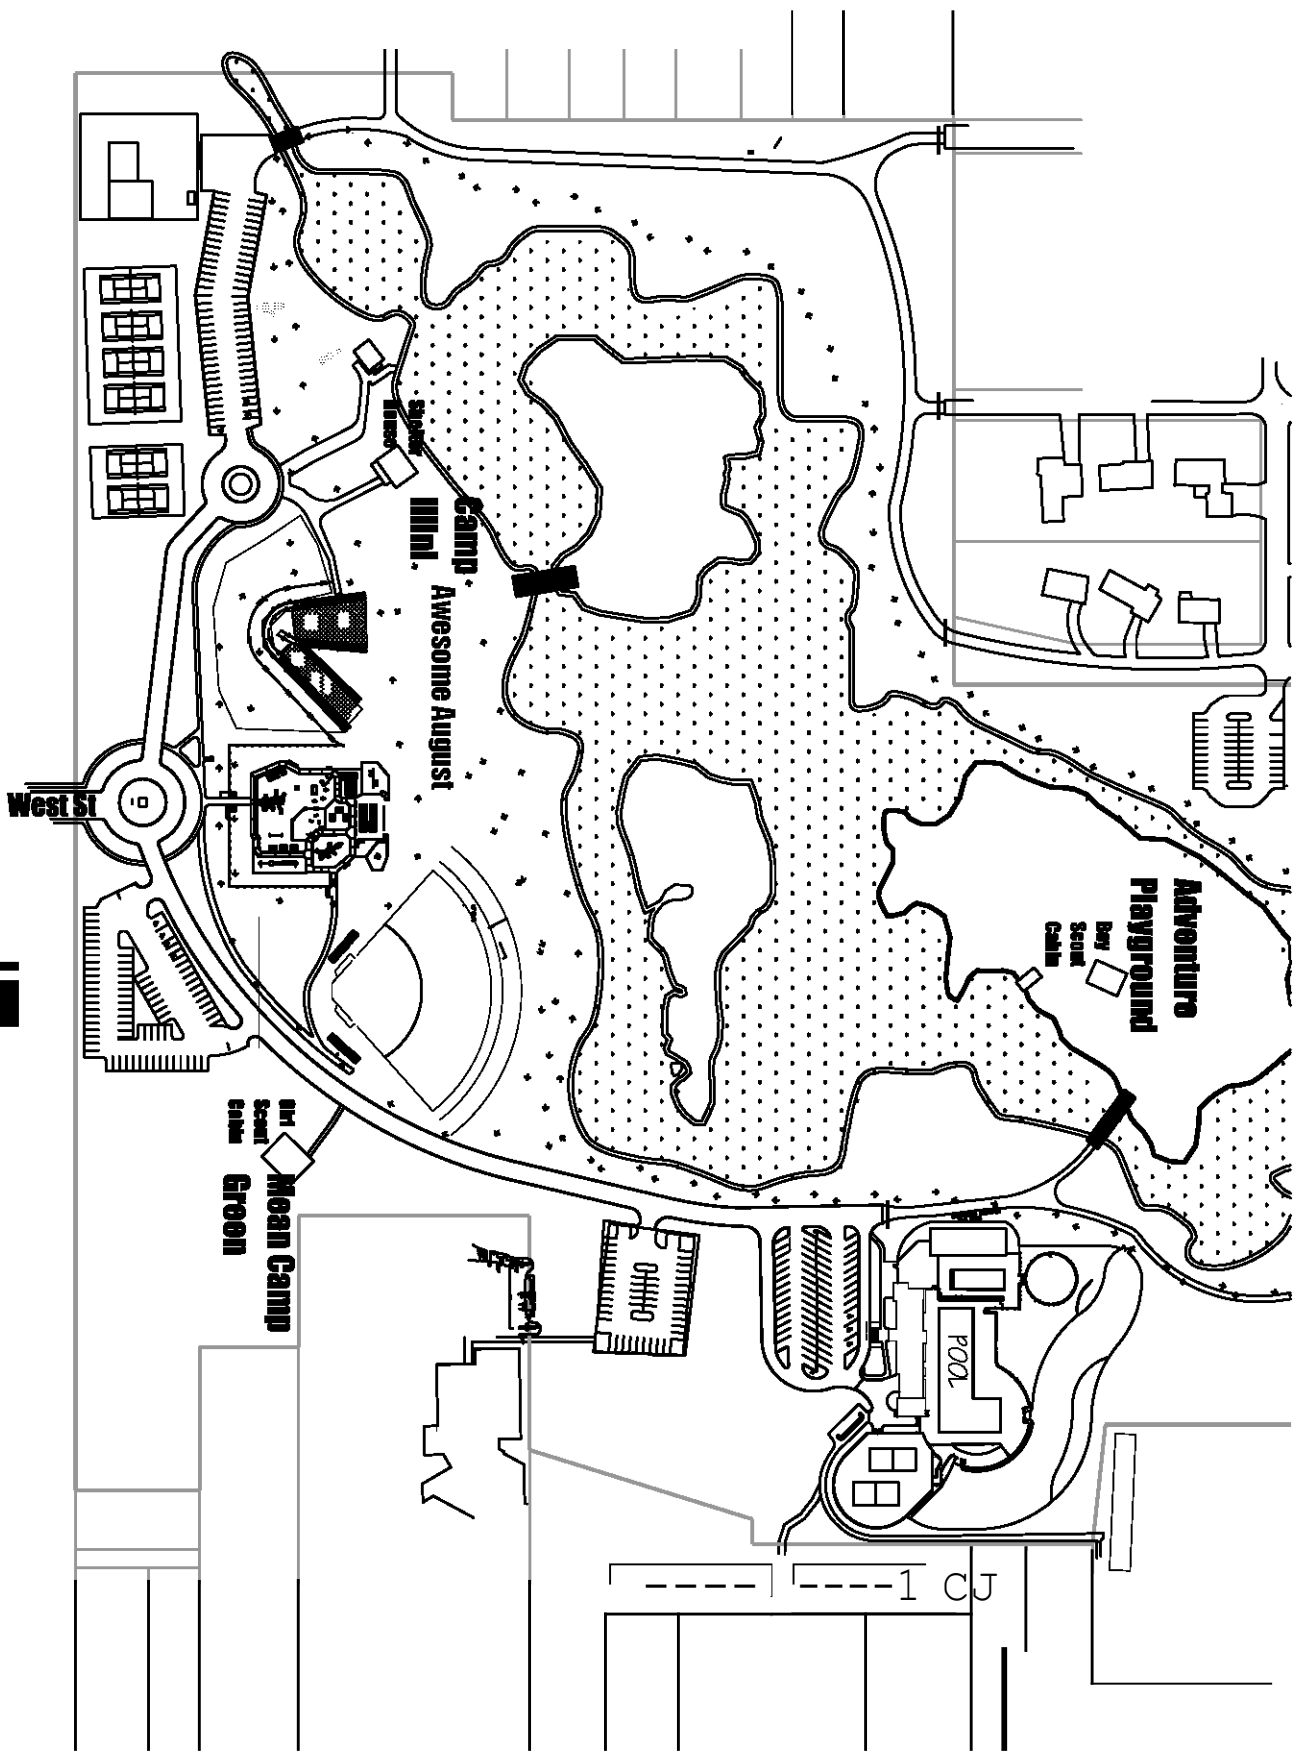 Skater
House
Camp
Illini
Awesome August
West St
Adventure
Playground
Boy
Scout
Cabin
Girl
Scout
Cabin
Mean Camp
Green
POOL
1 CJ